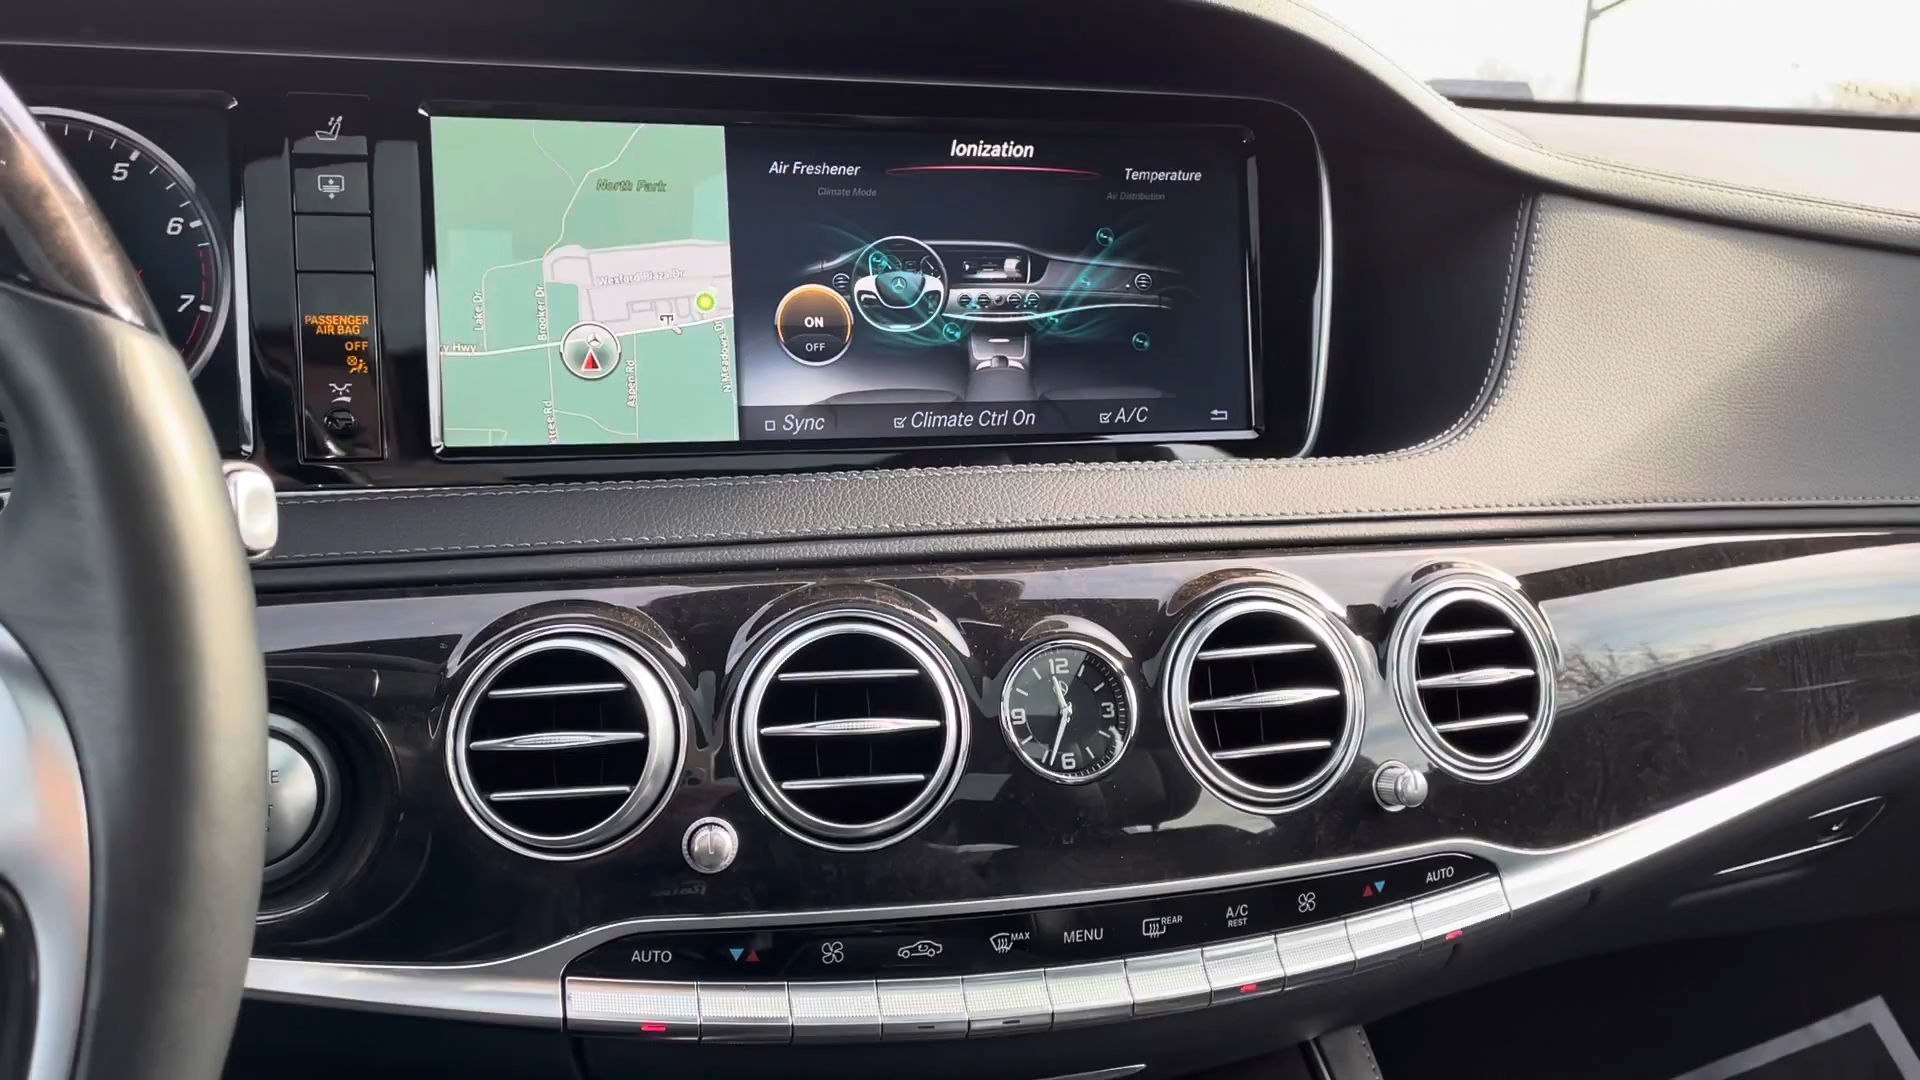 5
6
7
PASSENGER
AIR BAG
OFF
North Park
Wexford Plaza Dr
Lake Dr
Brooker Dr
ry Hwy
Aspen Rd
N Meadows Dr
Ionization
Air Freshener
Temperature
Climate Mode
Air Distribution
ON
OFF
Sync
Climate Ctrl On
A/C
12
3
6
9
AUTO
MAX
MENU
REAR
A/C
REST
AUTO